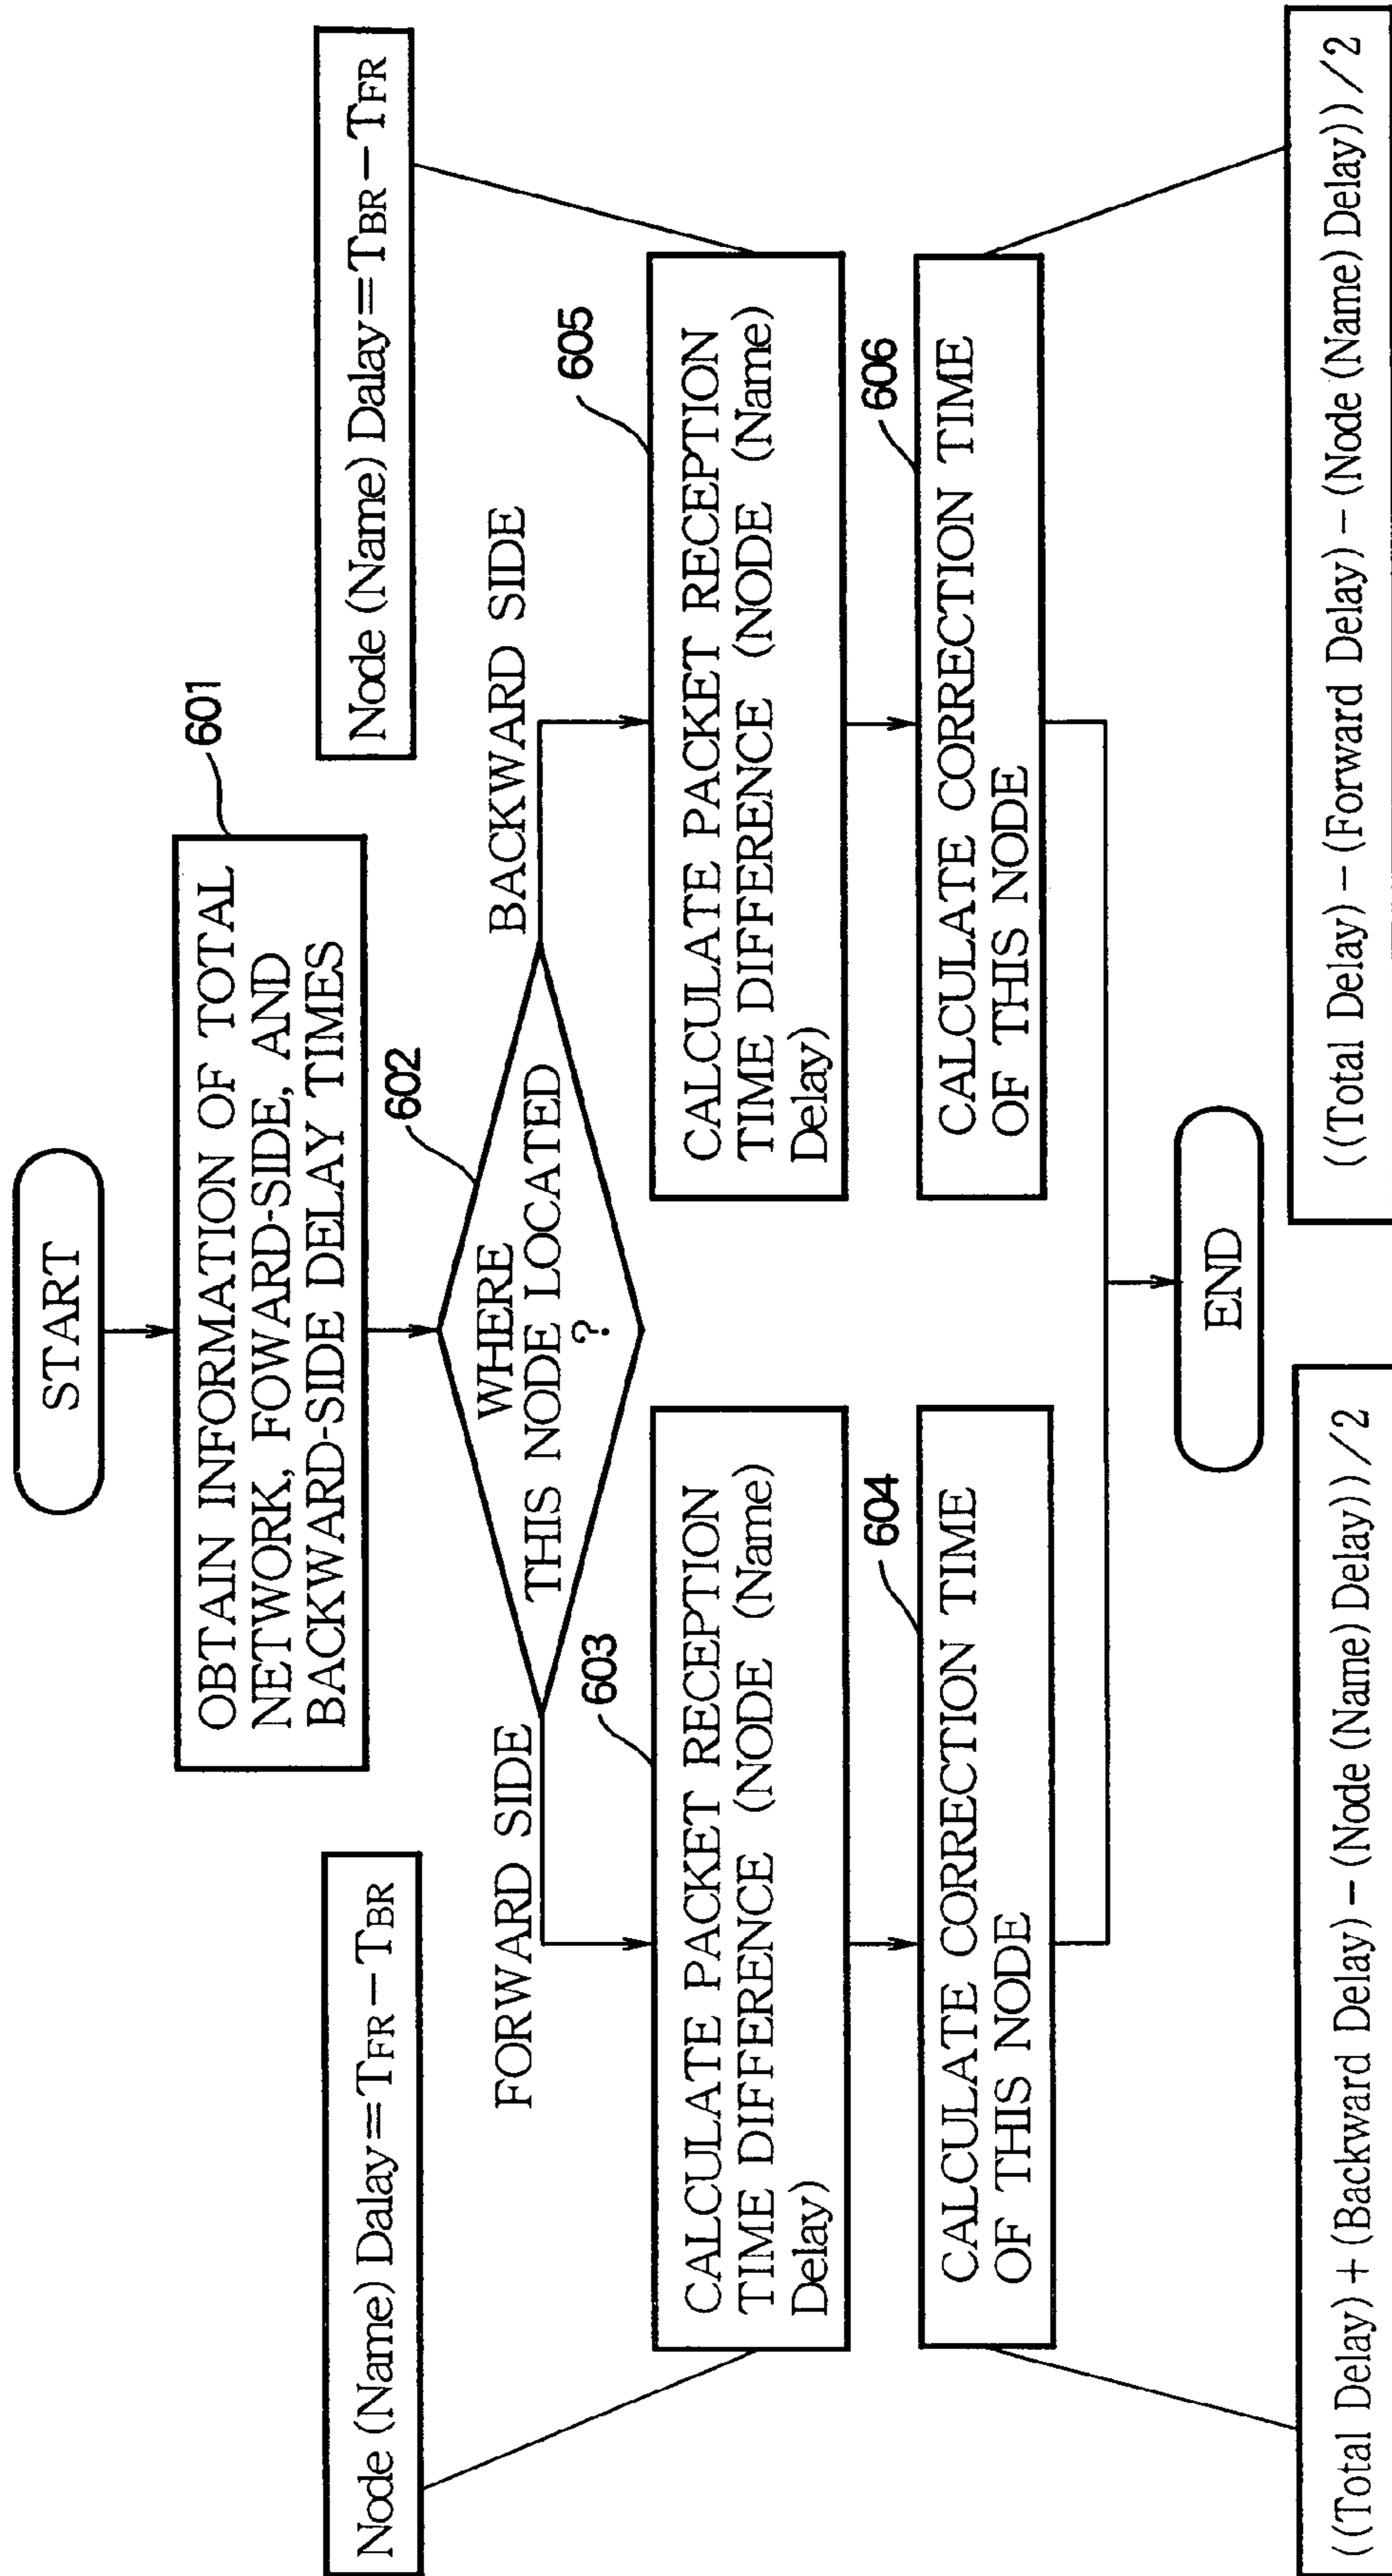 START
601
OBTAIN INFORMATION OF TOTAL
NETWORK, FOWARD-SIDE, AND
BACKWARD-SIDE DELAY TIMES
Node (Name) Dalay=TFR-TBR
Node (Name) Dalay=TBR-TFR
602
WHERE
THIS NODE LOCATED
?
FORWARD SIDE
BACKWARD SIDE
603
CALCULATE PACKET RECEPTION
TIME DIFFERENCE (NODE (Name)
Delay)
605
CALCULATE PACKET RECEPTION
TIME DIFFERENCE (NODE (Name)
Delay)
604
CALCULATE CORRECTION TIME
OF THIS NODE
606
CALCULATE CORRECTION TIME
OF THIS NODE
END
((Total Delay)+(Backward Delay)-(Node (Name) Delay))/2
((Total Delay)-(Forward Delay)-(Node (Name) Delay))/2